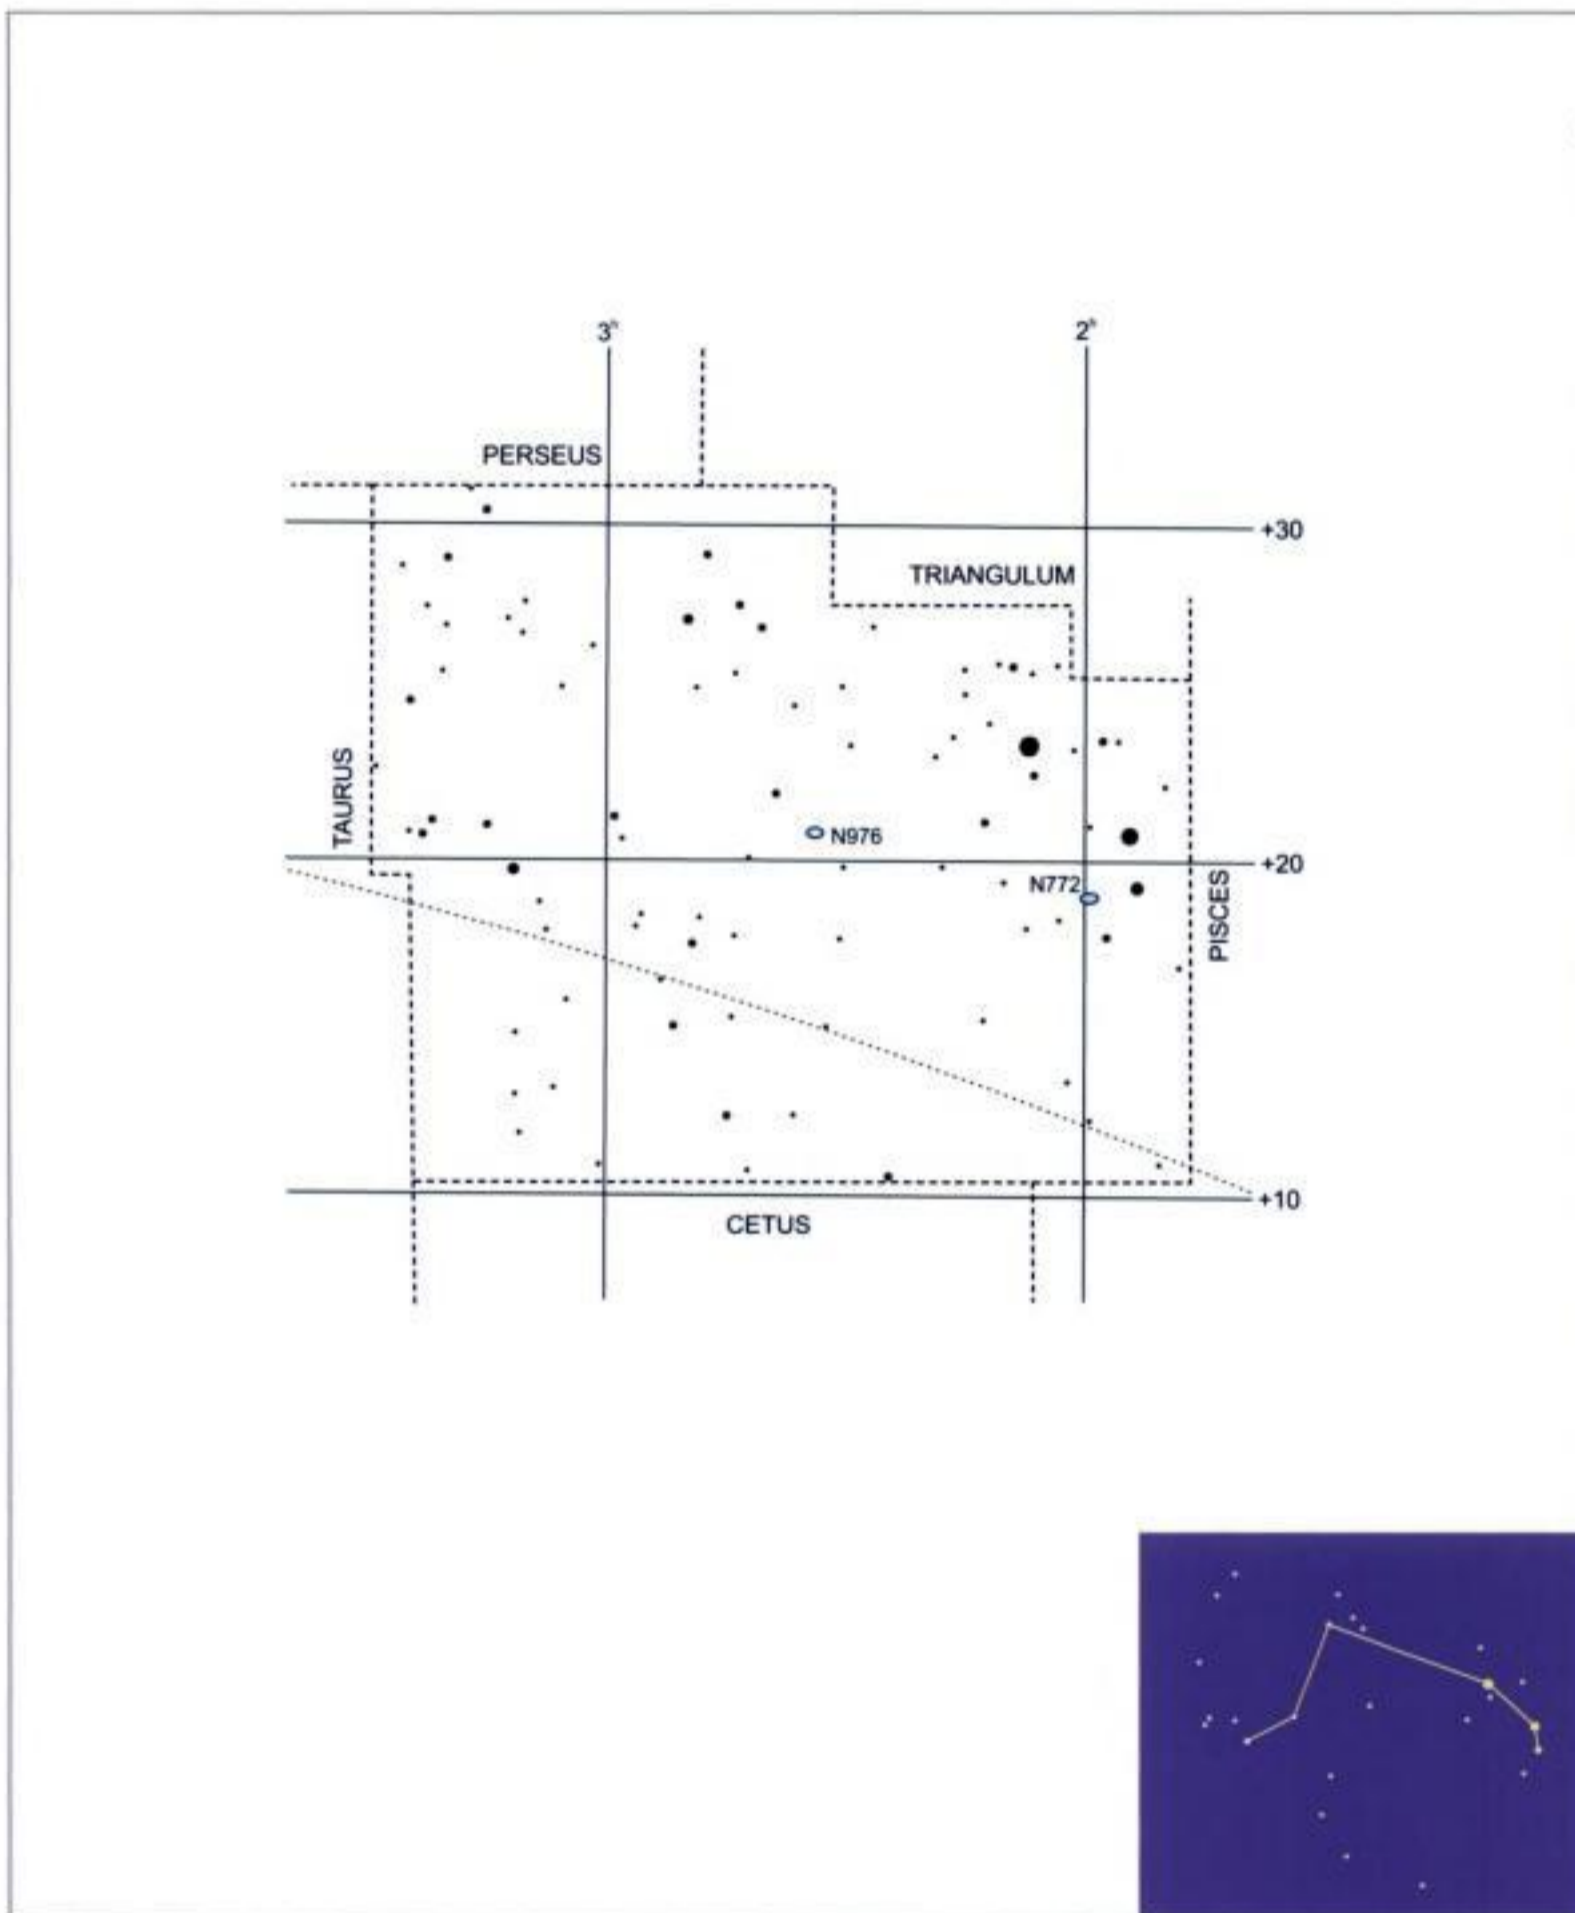 3ʰ
2ʰ
PERSEUS
+30
TRIANGULUM
TAURUS
N976
+20
N772
PISCES
+10
CETUS